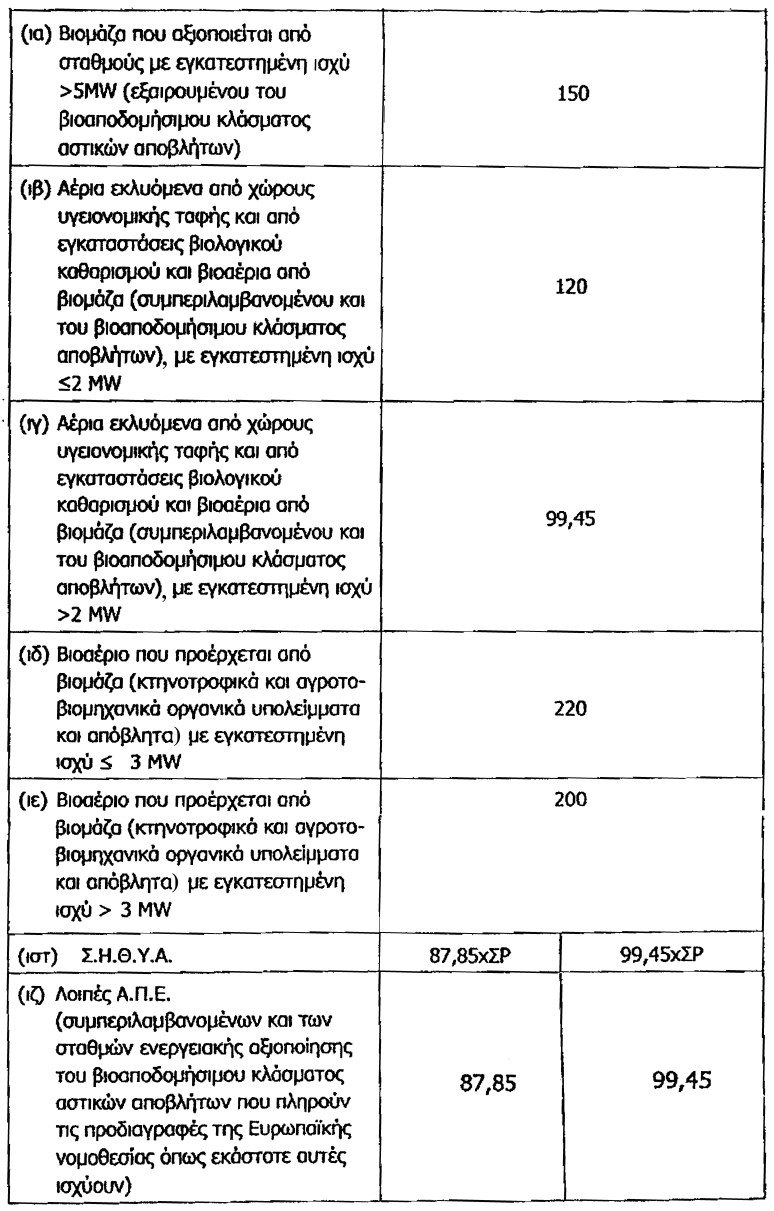 (ια) Βιομάζα που αξιοποιείται από
σταθμούς με εγκατεστημένη ισχύ
>5MW (εξαιρουμένου του
βιοαποδομήσιμου κλάσματος
αστικών αποβλήτων)
150
(ιβ) Αέρια εκλυόμενα από χώρους
υγειονομικής ταφής και από
εγκαταστάσεις βιολογικού
καθαρισμού και βιοαέρια από
βιομάζα (συμπεριλαμβανομένου και
του βιοαποδομήσιμου κλάσματος
αποβλήτων), με εγκατεστημένη ισχύ
≤2 MW
120
(ιγ) Αέρια εκλυόμενα από χώρους
υγειονομικής ταφής και από
εγκαταστάσεις βιολογικού
καθαρισμού και βιοαέρια από
βιομάζα (συμπεριλαμβανομένου και
του βιοαποδομήσιμου κλάσματος
αποβλήτων), με εγκατεστημένη ισχύ
>2 MW
99,45
(ιδ) Βιοαέριο που προέρχεται από
βιομάζα (κτηνοτροφικά και αγροτο-
βιομηχανικά οργανικά υπολείμματα
και απόβλητα) με εγκατεστημένη
ισχύ ≤ 3 MW
220
(ιε) Βιοαέριο που προέρχεται από
βιομάζα (κτηνοτροφικά και αγροτο-
βιομηχανικά οργανικά υπολείμματα
και απόβλητα) με εγκατεστημένη
ισχύ > 3 MW
200
(ιστ) Σ.Η.Θ.Υ.Α. 87,85xΣΡ 99,45xΣΡ
(ιζ) Λοιπές Α.Π.Ε.
(συμπεριλαμβανομένων και των
σταθμών ενεργειακής αξιοποίησης
του βιοαποδομήσιμου κλάσματος
αστικών αποβλήτων που πληρούν
τις προδιαγραφές της Ευρωπαϊκής
νομοθεσίας όπως εκάστοτε αυτές
ισχύουν)
87,85 99,45